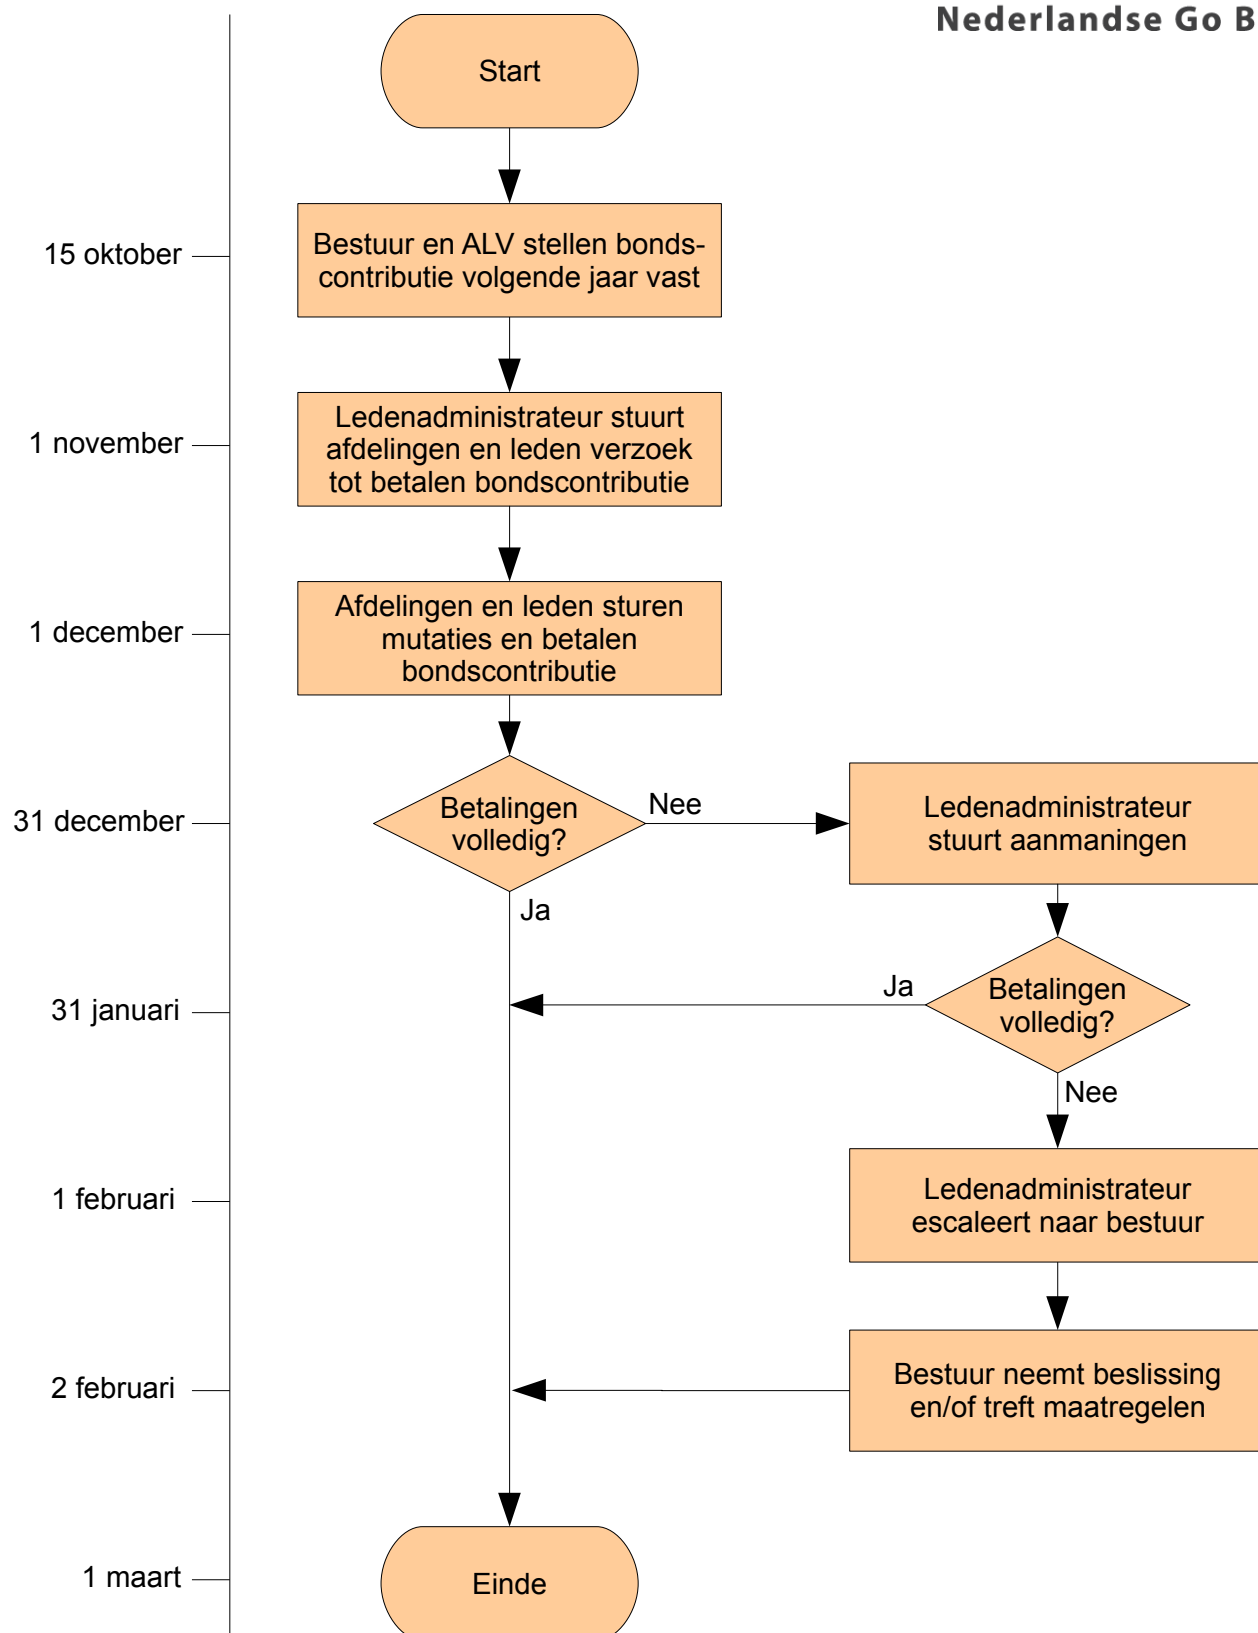 Nederlandse Go B
Start
15 oktober
Bestuur en ALV stellen bonds-
contributie volgende jaar vast
1 november
Ledenadministrateur stuurt
afdelingen en leden verzoek
tot betalen bondscontributie
1 december
Afdelingen en leden sturen
mutaties en betalen
bondscontributie
31 december
Betalingen
volledig?
Nee
Ledenadministrateur
stuurt aanmaningen
Ja
31 januari
Ja
Betalingen
volledig?
Nee
1 februari
Ledenadministrateur
escaleert naar bestuur
2 februari
Bestuur neemt beslissing
en/of treft maatregelen
1 maart
Einde